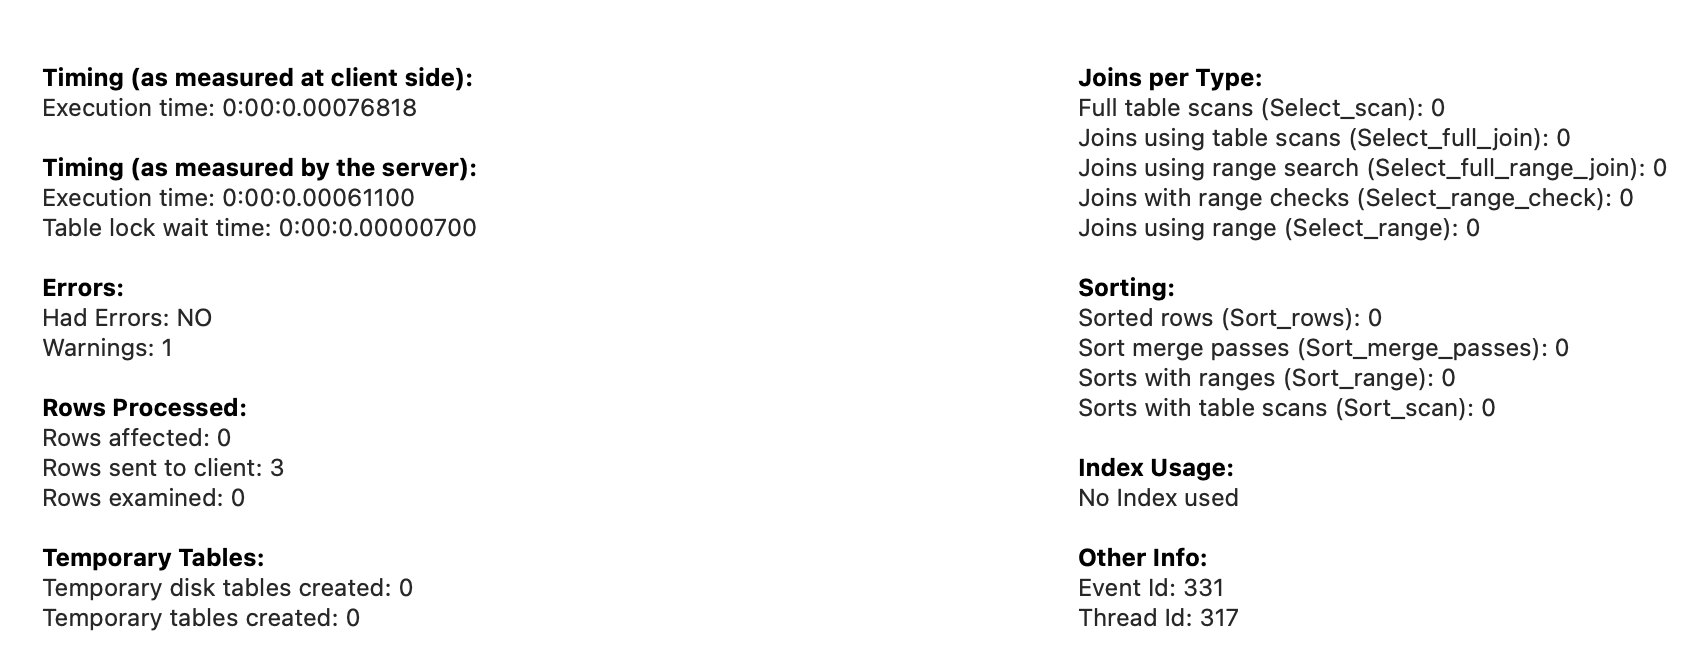 Timing (as measured at client side):
Execution time: 0:00:0.00076818
Timing (as measured by the server):
Execution time: 0:00:0.00061100
Table lock wait time: 0:00:0.00000700
Errors:
Had Errors: NO
Warnings: 1
Rows Processed:
Rows affected: 0
Rows sent to client: 3
Rows examined: 0
Temporary Tables:
Temporary disk tables created: 0
Temporary tables created: 0
Joins per Type:
Full table scans (Select_scan): 0
Joins using table scans (Select_full_join): 0
Joins using range search (Select_full_range_join): 0
Joins with range checks (Select_range_check): 0
Joins using range (Select_range): 0
Sorting:
Sorted rows (Sort_rows): 0
Sort merge passes (Sort_merge_passes): 0
Sorts with ranges (Sort_range): 0
Sorts with table scans (Sort_scan): 0
Index Usage:
No Index used
Other Info:
Event Id: 331
Thread Id: 317